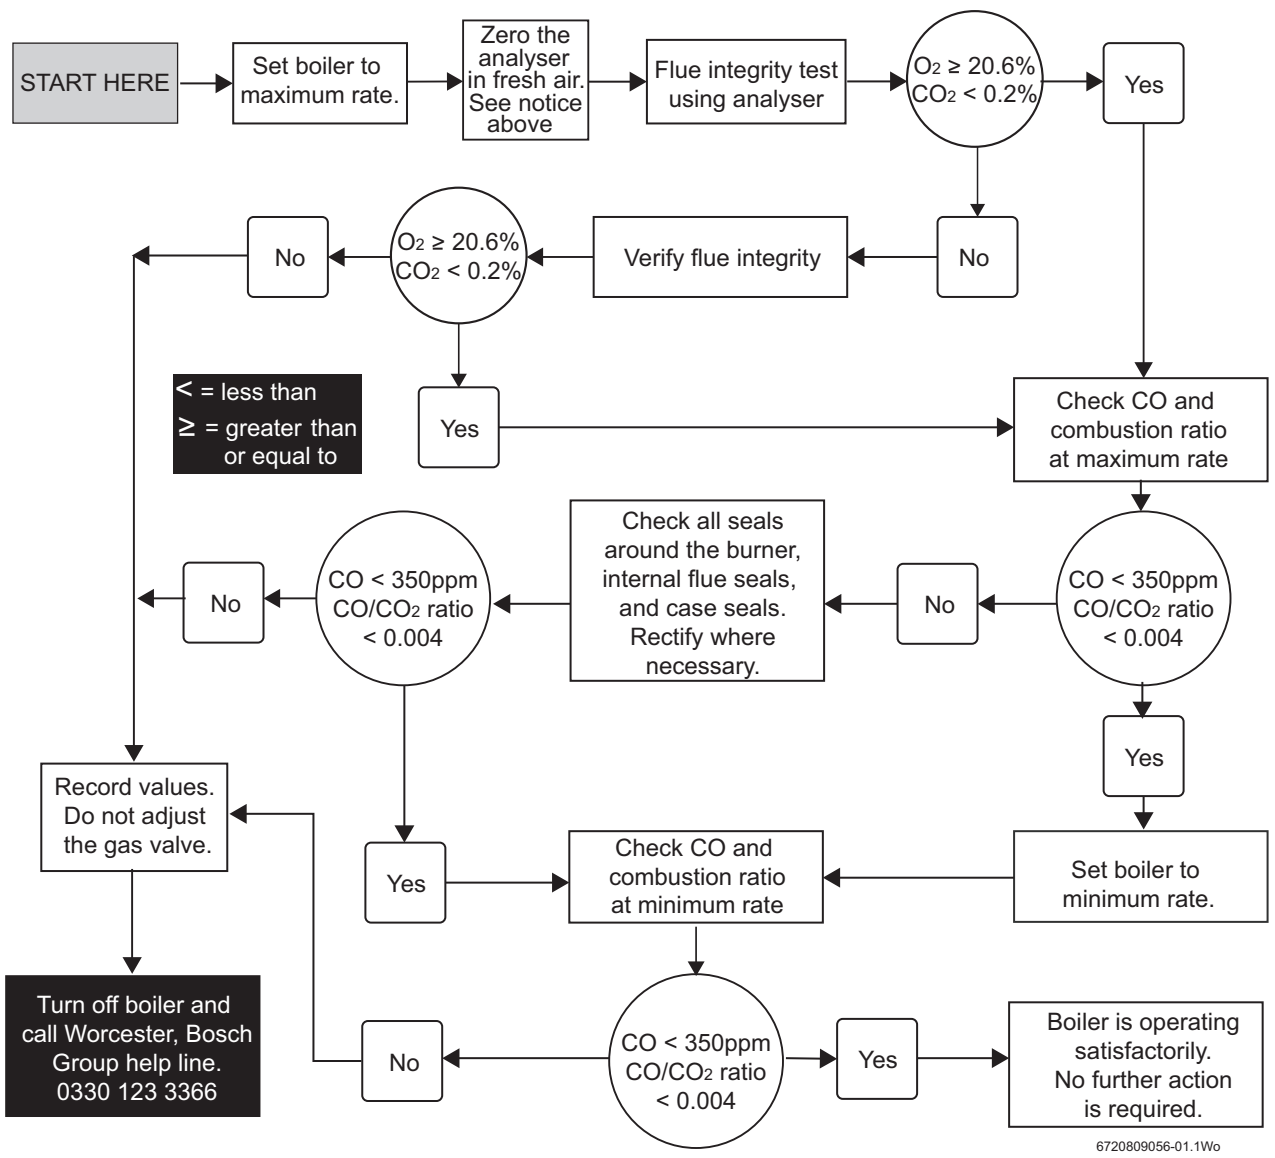 START HERE
Set boiler to
maximum rate.
Zero the
analyser
in fresh air.
See notice
above
Flue integrity test
using analyser
O2 ≥ 20.6%
CO2 < 0.2%
Yes
No
Verify flue integrity
O2 ≥ 20.6%
CO2 < 0.2%
No
Yes
< = less than
≥ = greater than
or equal to
Check CO and
combustion ratio
at maximum rate
CO < 350ppm
CO/CO2 ratio
< 0.004
No
Check all seals
around the burner,
internal flue seals,
and case seals.
Rectify where
necessary.
CO < 350ppm
CO/CO2 ratio
< 0.004
No
Yes
Yes
Set boiler to
minimum rate.
Check CO and
combustion ratio
at minimum rate
Record values.
Do not adjust
the gas valve.
Turn off boiler and
call Worcester, Bosch
Group help line.
0330 123 3366
No
CO < 350ppm
CO/CO2 ratio
< 0.004
Yes
Boiler is operating
satisfactorily.
No further action
is required.
6720809056-01.1Wo